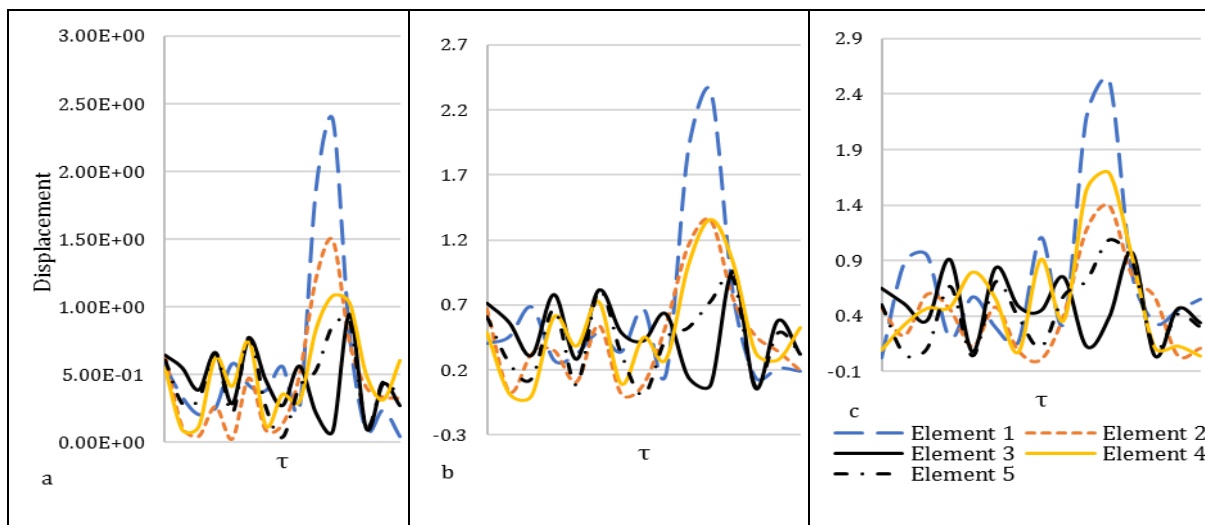 3.00E+00
2.50E+00
2.00E+00
1.50E+00
1.00E+00
5.00E-01
0.00E+00
Displacement
τ
a
2.7
2.2
1.7
1.2
0.7
0.2
-0.3
τ
b
2.9
2.4
1.9
1.4
0.9
0.4
-0.1
τ
c
Element 1 Element 2
Element 3 Element 4
Element 5